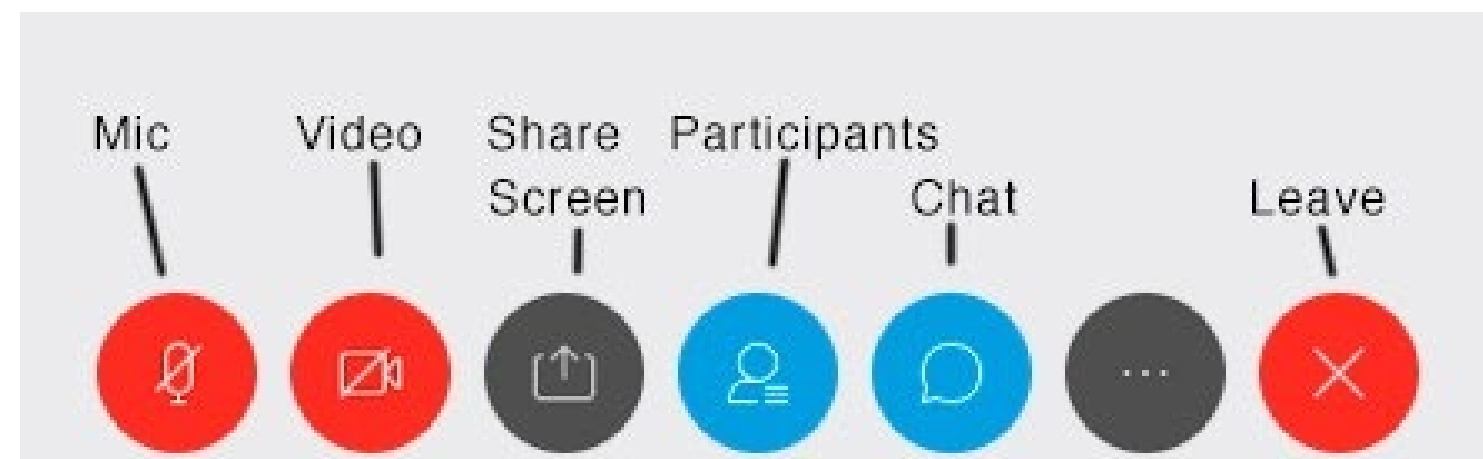 Mic
Video
Share
Screen
Participants
Chat
Leave